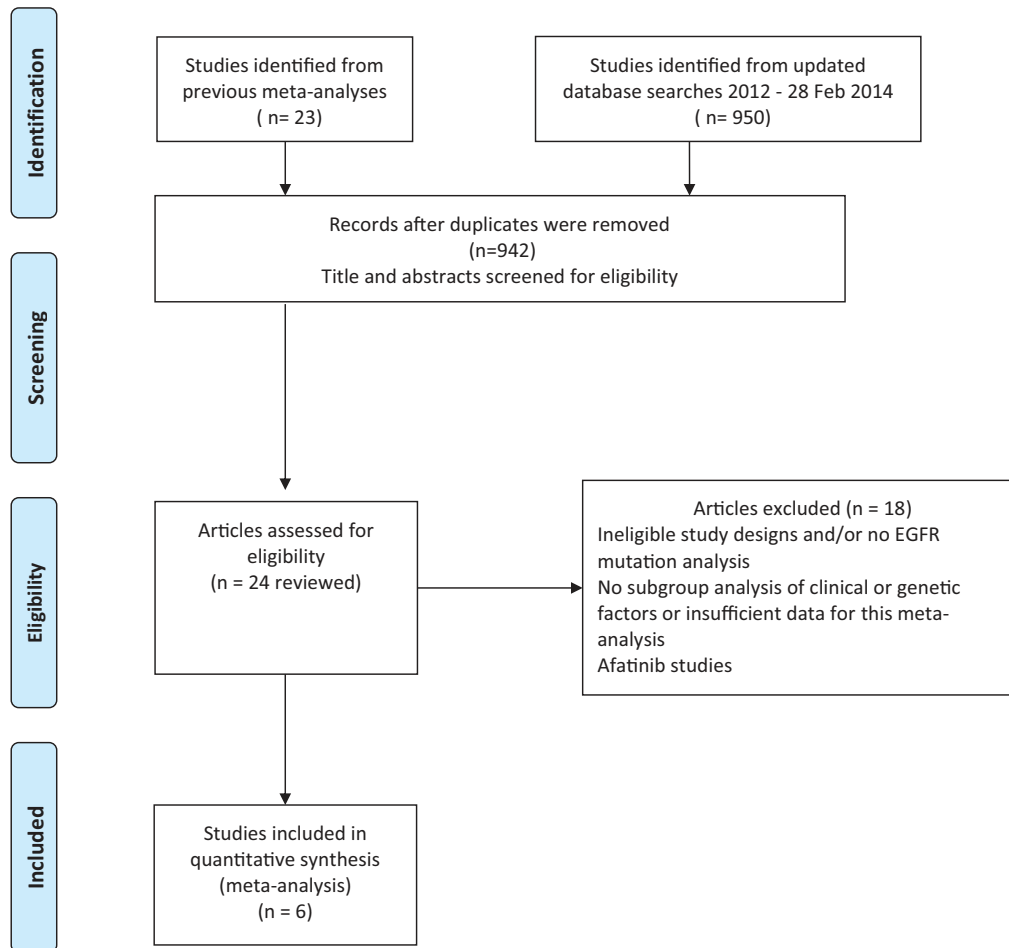 Identification
Studies identified from
previous meta-analyses
( n= 23)
Studies identified from updated
database searches 2012 - 28 Feb 2014
( n= 950)
Records after duplicates were removed
(n=942)
Title and abstracts screened for eligibility
Screening
Eligibility
Articles assessed for
eligibility
(n = 24 reviewed)
Articles excluded (n = 18)
Ineligible study designs and/or no EGFR
mutation analysis
No subgroup analysis of clinical or genetic
factors or insufficient data for this meta-
analysis
Afatinib studies
Included
Studies included in
quantitative synthesis
(meta-analysis)
(n = 6)